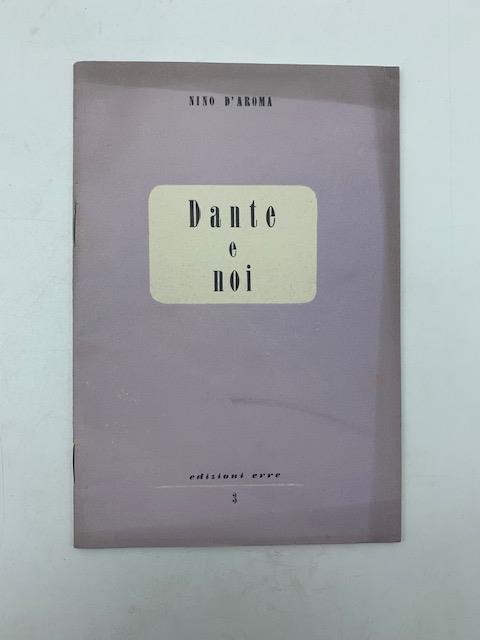 NINO D'AROMA
Dante
e
noi
edizioni erre
3